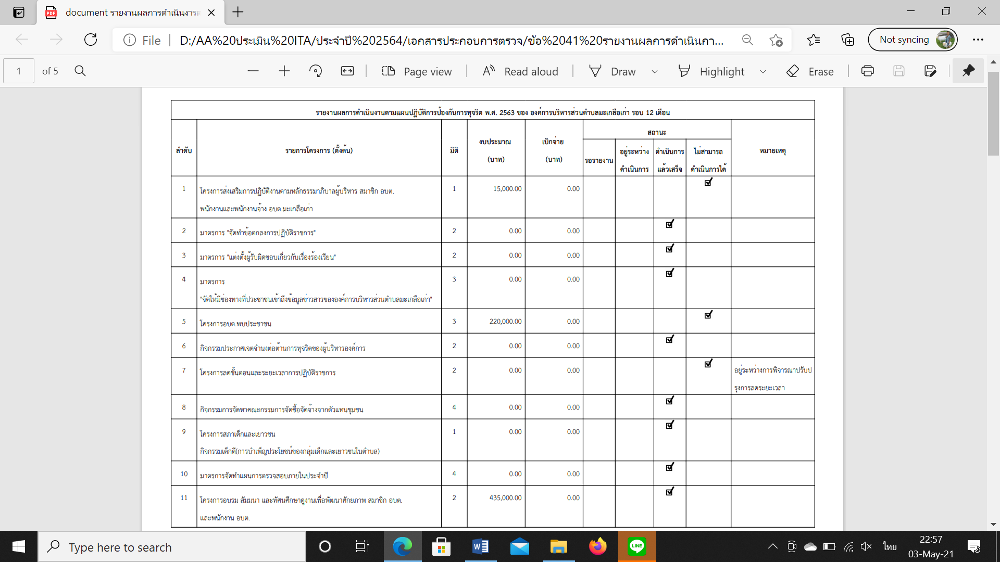 document รายงานผลการดำเนินงารต
File
D:/AA%20ประเมิน%20ITA/ประจำปี%202564/เอกสารประกอบการตรวจ/ข้อ%2041%20รายงานผลการดำเนินกา...
Not syncing
1 of 5
Page view
Read aloud
Draw
Highlight
Erase
รายงานผลการดำเนินงานตามแผนปฏิบัติการป้องกันการทุจริต พ.ศ. 2563 ของ องค์การบริหารส่วนตำบลมะเกลือเก่า รอบ 12 เดือน
ลำดับ รายการโครงการ (ตั้งต้น) มิติ งบประมาณ (บาท) เบิกจ่าย (บาท) สถานะ หมายเหตุ
รอรายงาน อยู่ระหว่างดำเนินการ ดำเนินการแล้วเสร็จ ไม่สามารถดำเนินการได้
1 โครงการส่งเสริมการปฏิบัติงานตามหลักธรรมาภิบาลผู้บริหาร สมาชิก อบต. 1 15,000.00 0.00
พนักงานและพนักงานจ้าง อบต.มะเกลือเก่า
2 มาตรการ "จัดทำข้อตกลงการปฏิบัติราชการ" 2 0.00 0.00
3 มาตรการ "แต่งตั้งผู้รับผิดชอบเกี่ยวกับเรื่องร้องเรียน" 2 0.00 0.00
4 มาตรการ 3 0.00 0.00
"จัดให้มีช่องทางที่ประชาชนเข้าถึงข้อมูลข่าวสารขององค์การบริหารส่วนตำบลมะเกลือเก่า"
5 โครงการอบต.พบประชาชน 3 220,000.00 0.00
6 กิจกรรมประกาศเจตจำนงต่อต้านการทุจริตของผู้บริหารองค์การ 2 0.00 0.00
7 โครงการลดขั้นตอนและระยะเวลาการปฏิบัติราชการ 2 0.00 0.00 อยู่ระหว่างการพิจารณาปรับป
รุงการลดระยะเวลา
8 กิจกรรมการจัดหาคณะกรรมการจัดซื้อจัดจ้างจากตัวแทนชุมชน 4 0.00 0.00
9 โครงการสภาเด็กและเยาวชน 1 0.00 0.00
กิจกรรมเด็กดี(การบำเพ็ญประโยชน์ของกลุ่มเด็กและเยาวชนในตำบล)
10 มาตรการจัดทำแผนการตรวจสอบภายในประจำปี 4 0.00 0.00
11 โครงการอบรม สัมมนา และทัศนศึกษาดูงานเพื่อพัฒนาศักยภาพ สมาชิก อบต. 2 435,000.00 0.00
และพนักงาน อบต.
Type here to search
LINE
ไทย
22:57
03-May-21